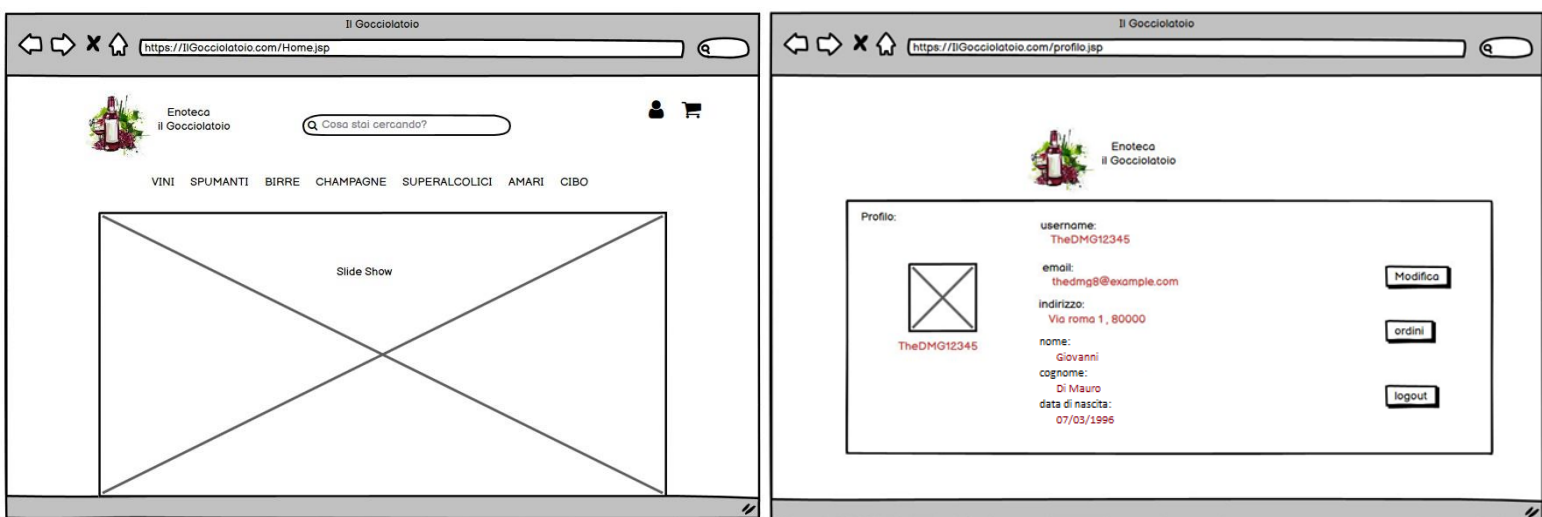 Il Gocciolatoio
https://IlGocciolatoio.com/Home.jsp
Enoteca
il Gocciolatoio
Cosa stai cercando?
VINI SPUMANTI BIRRE CHAMPAGNE SUPERALCOLICI AMARI CIBO
Slide Show
Il Gocciolatoio
https://IlGocciolatoio.com/profilo.jsp
Enoteca
il Gocciolatoio
Profilo:
TheDMG12345
username:
TheDMG12345
email:
thedmg8@example.com
indirizzo:
Via roma 1 , 80000
nome:
Giovanni
cognome:
Di Mauro
data di nascita:
07/03/1996
Modifica
ordini
logout